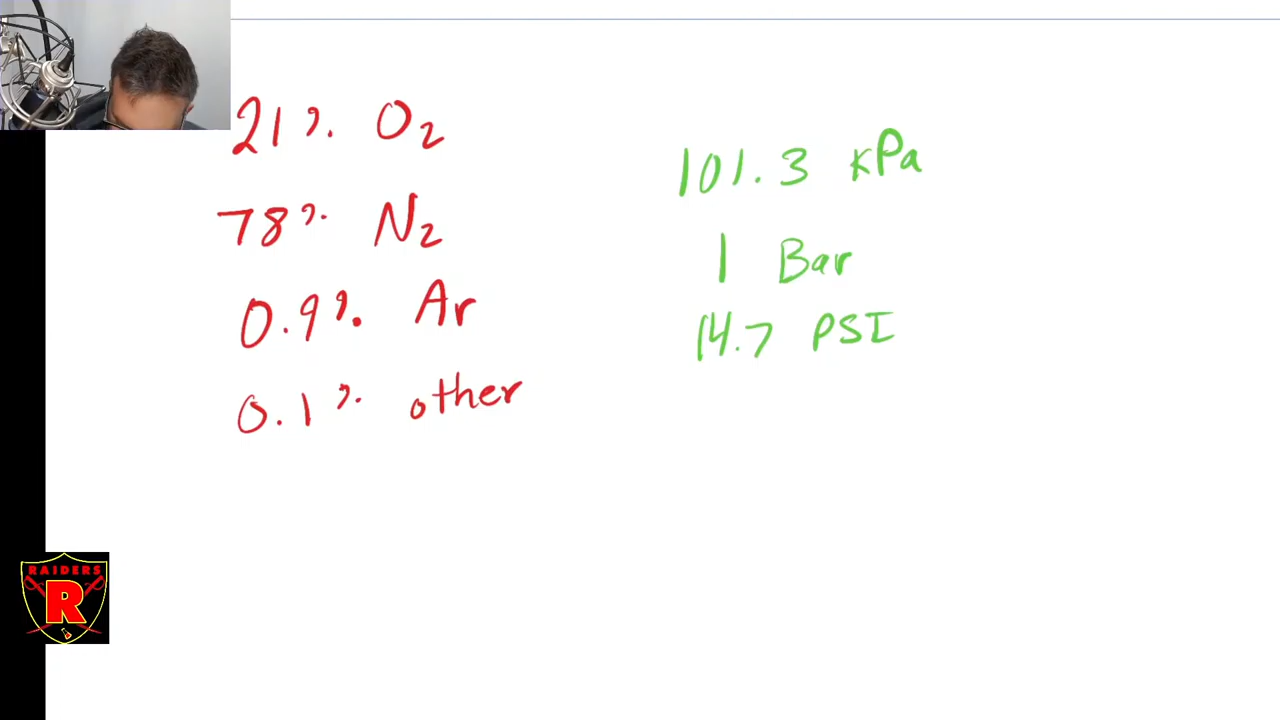 21% O2
78% N2
0.9% Ar
0.1% other
101.3 kPa
1 Bar
14.7 PSI
RAIDERS
R